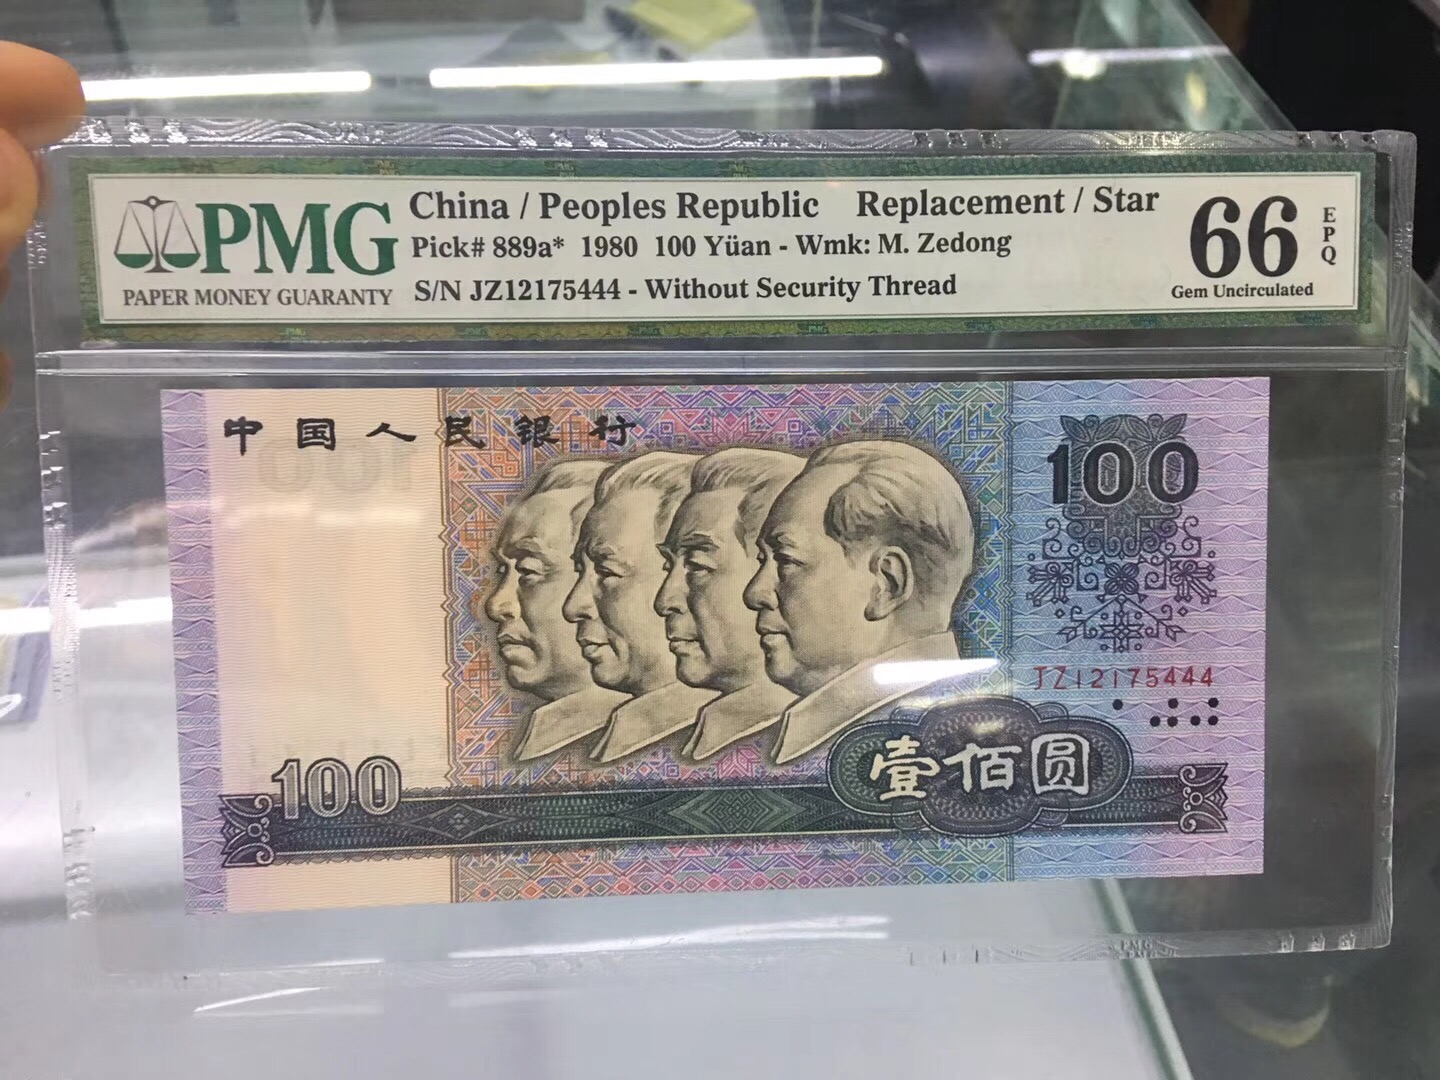 PMG
PAPER MONEY GUARANTY
China / Peoples Republic Replacement / Star
Pick# 889a* 1980 100 Yüan - Wmk: M. Zedong
S/N JZ12175444 - Without Security Thread
66
EPQ
Gem Uncirculated
中国人民银行
100
JZ12175444
100
壹佰圆